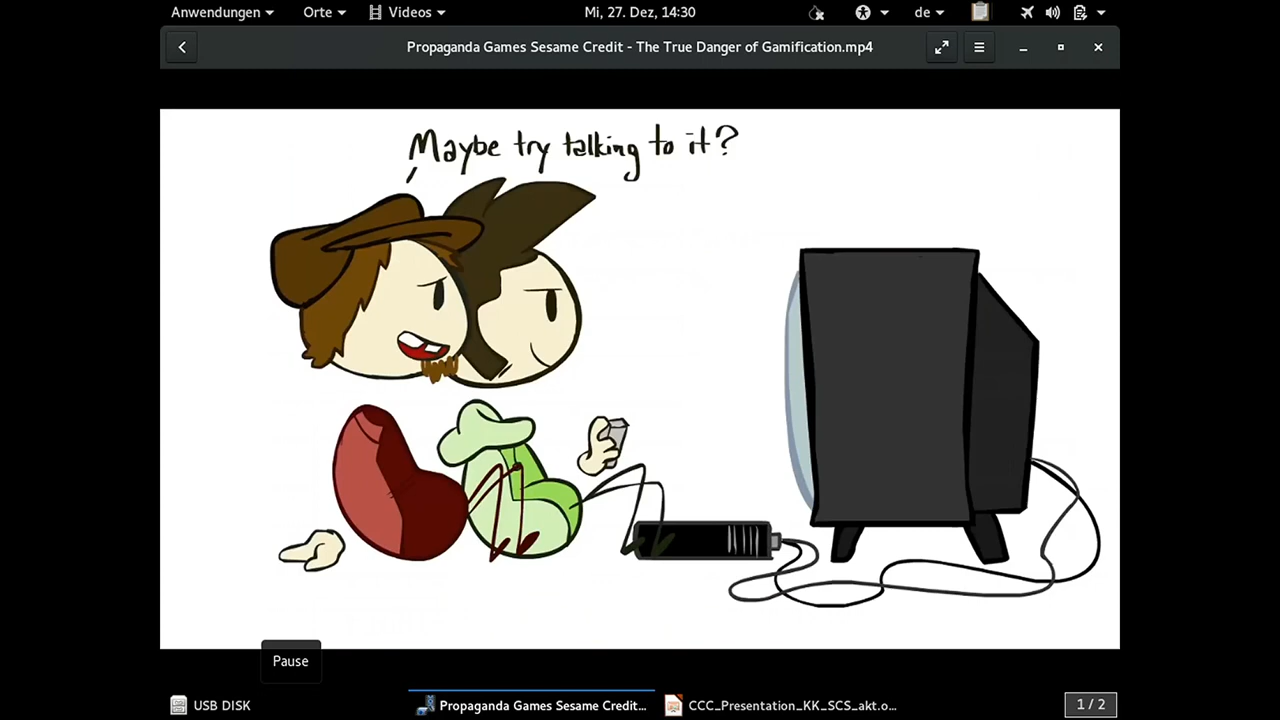 Anwendungen Orte Videos Mi, 27. Dez, 14:30 de
Propaganda Games Sesame Credit - The True Danger of Gamification.mp4
Maybe try talking to it?
Pause
USB DISK Propaganda Games Sesame Credit... CCC_Presentation_KK_SCS_akt.o... 1 / 2